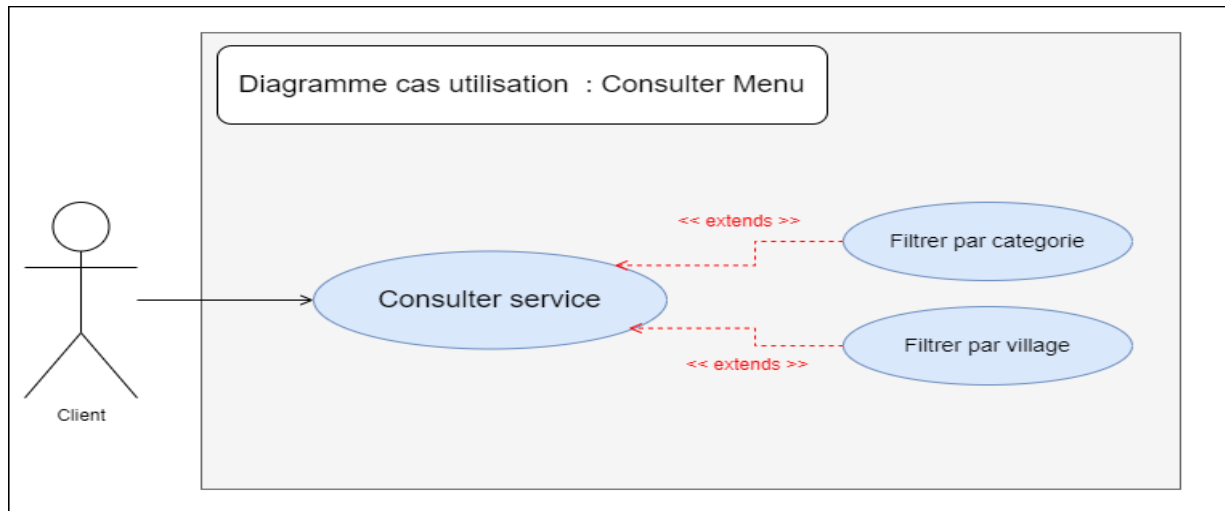 Diagramme cas utilisation : Consulter Menu
<< extends >>
Filtrer par categorie
Consulter service
Filtrer par village
<< extends >>
Client